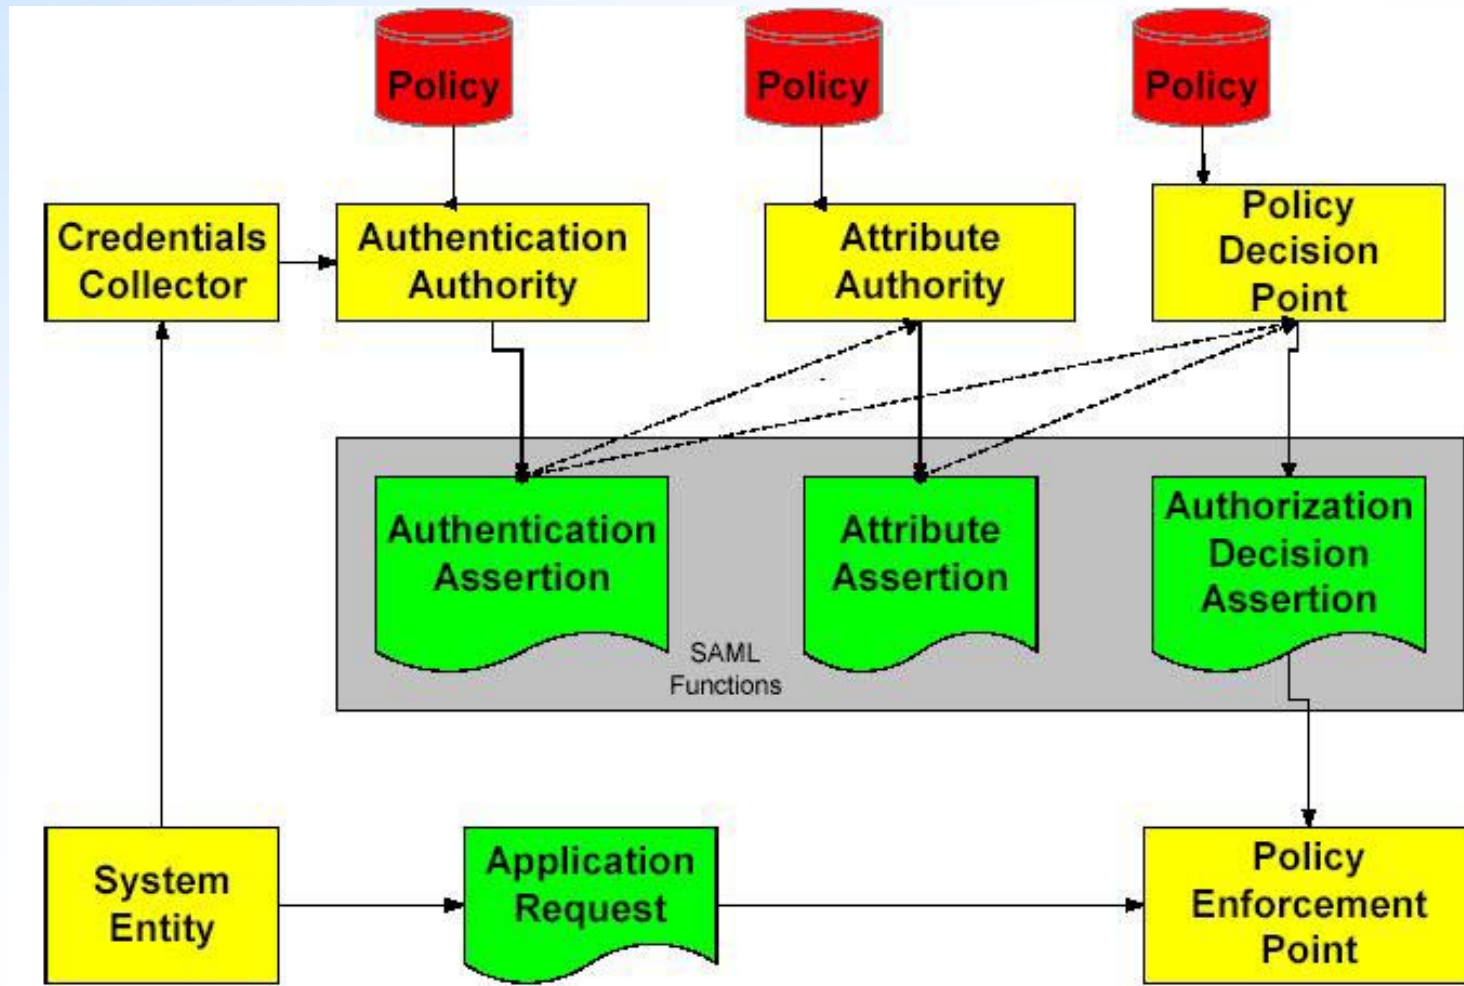 Policy
Policy
Policy
Credentials
Collector
Authentication
Authority
Attribute
Authority
Policy
Decision
Point
Authentication
Assertion
Attribute
Assertion
Authorization
Decision
Assertion
SAML
Functions
System
Entity
Application
Request
Policy
Enforcement
Point